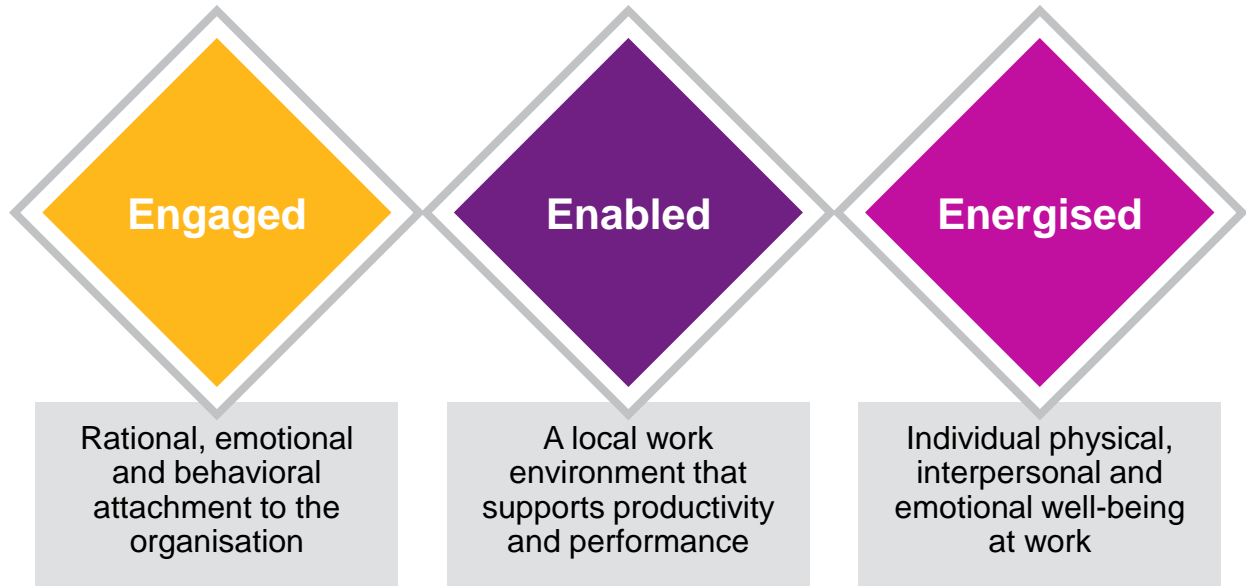 Engaged
Enabled
Energised
Rational, emotional
and behavioral
attachment to the
organisation
A local work
environment that
supports productivity
and performance
Individual physical,
interpersonal and
emotional well-being
at work